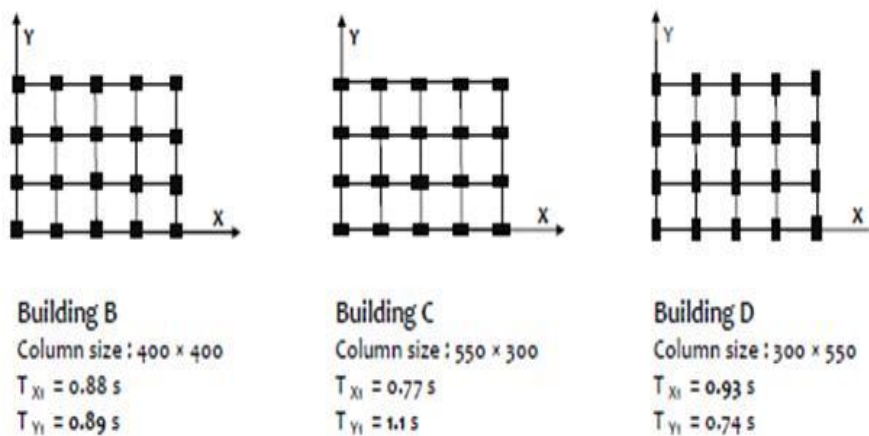 Y
X
Building B
Column size : 400 × 400
T X1 = 0.88 s
T Y1 = 0.89 s
Y
X
Building C
Column size : 550 × 300
T X1 = 0.77 s
T Y1 = 1.1 s
Y
X
Building D
Column size : 300 × 550
T X1 = 0.93 s
T Y1 = 0.74 s